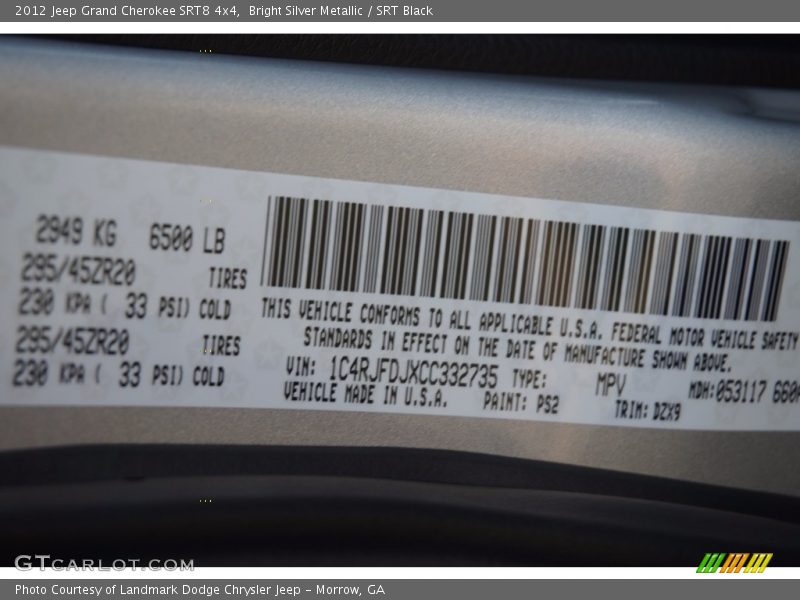 2012 Jeep Grand Cherokee SRT8 4x4,  Bright Silver Metallic / SRT Black
2949 KG 6500 LB
295/45ZR20 TIRES
230 KPA ( 33 PSI) COLD
295/45ZR20 TIRES
230 KPA ( 33 PSI) COLD
THIS VEHICLE CONFORMS TO ALL APPLICABLE U.S.A. FEDERAL MOTOR VEHICLE SAFETY
STANDARDS IN EFFECT ON THE DATE OF MANUFACTURE SHOWN ABOVE.
VIN: 1C4RJFDJXCC332735 TYPE: MPV MDH:053117 660
VEHICLE MADE IN U.S.A. PAINT: PS2 TRIM: DZX9
GTCARLOT.COM
Photo Courtesy of Landmark Dodge Chrysler Jeep – Morrow, GA